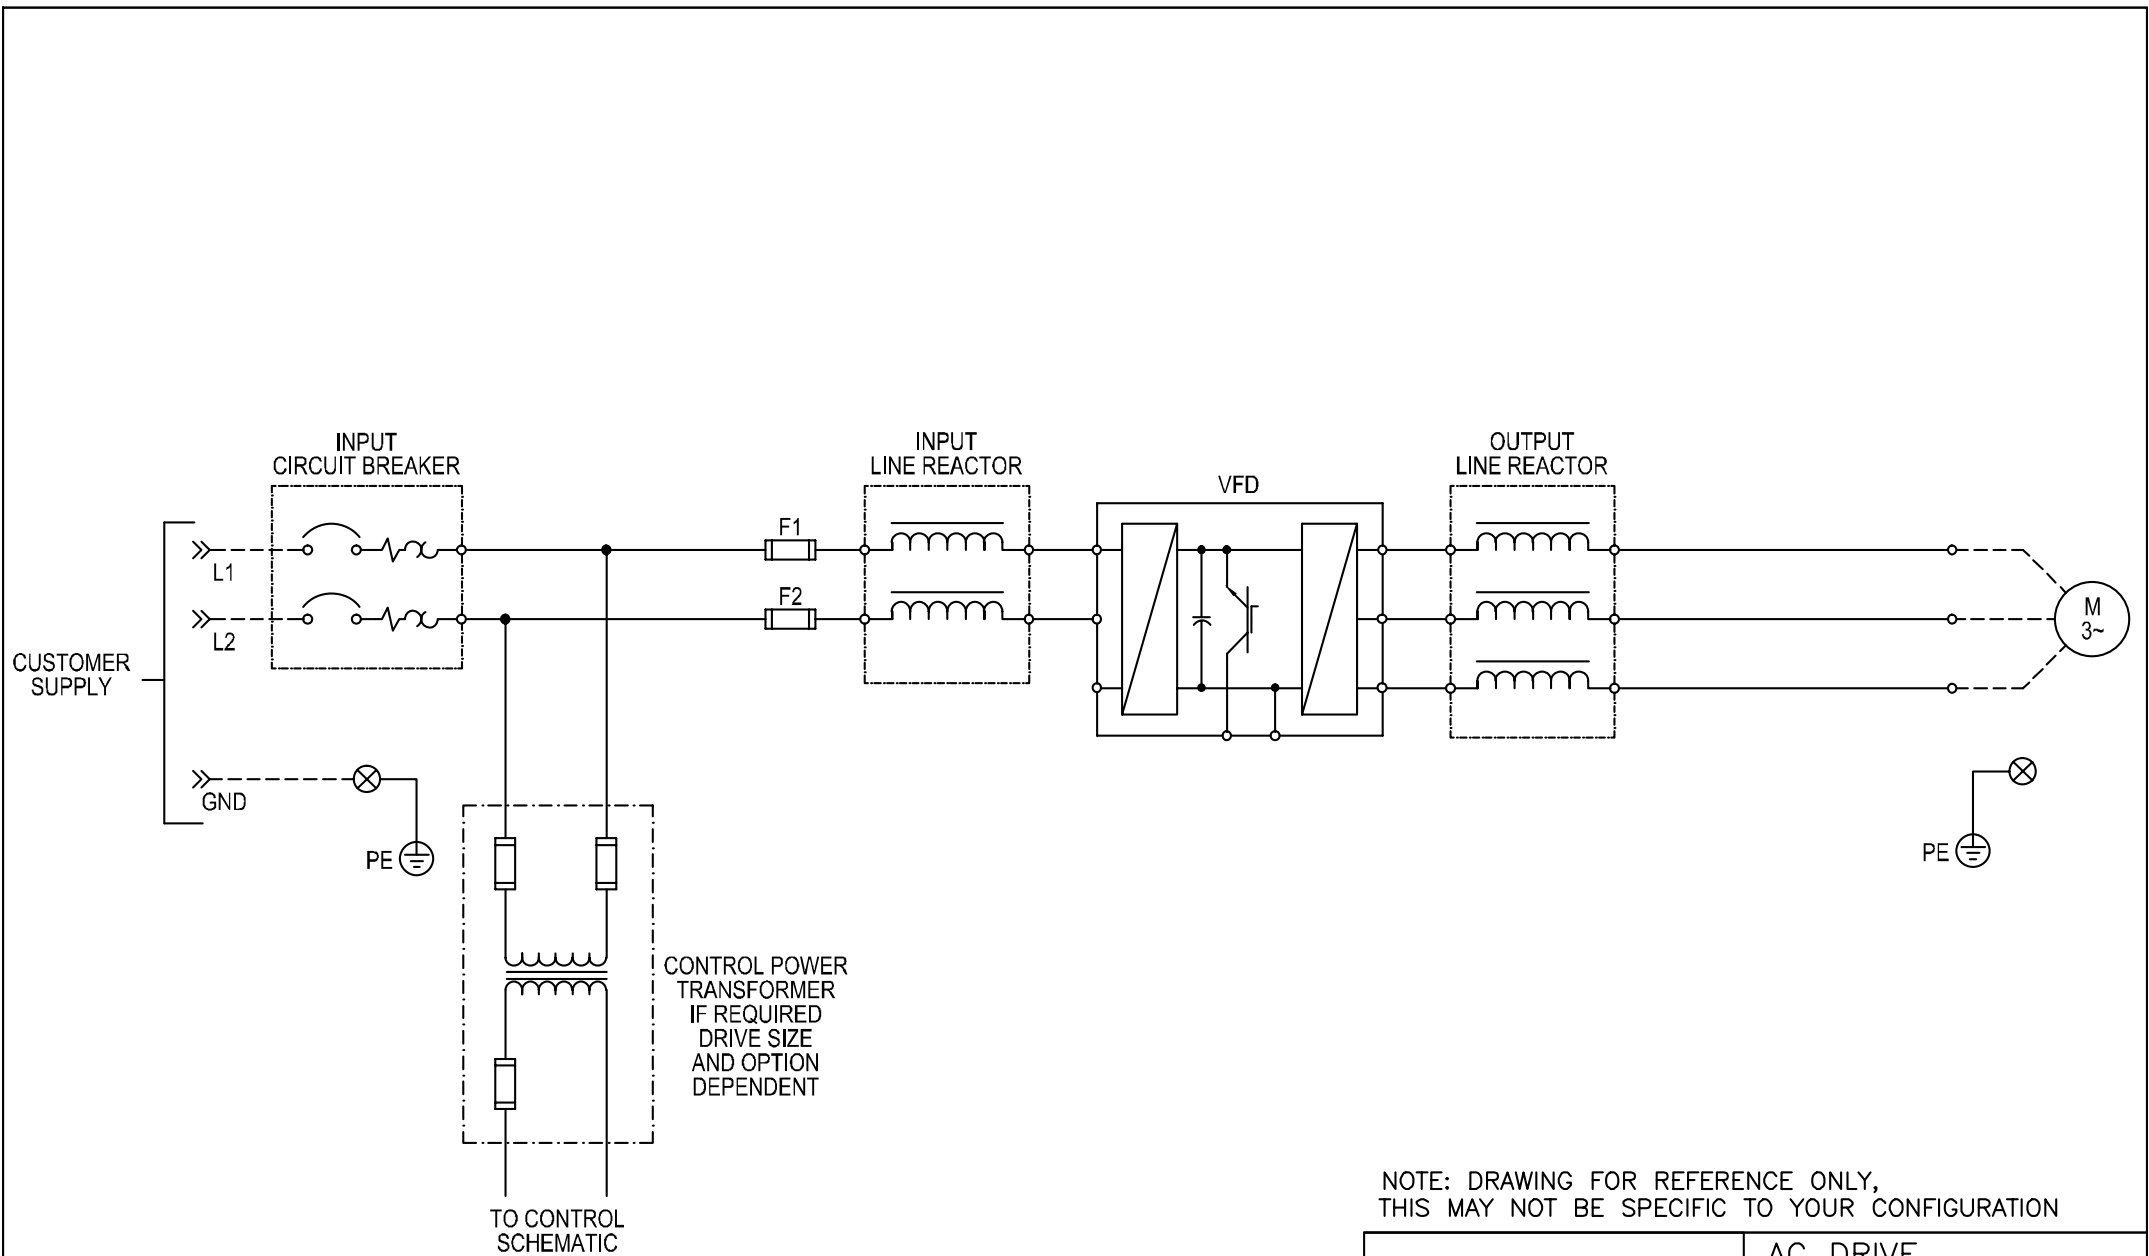 INPUT
CIRCUIT BREAKER
INPUT
LINE REACTOR
OUTPUT
LINE REACTOR
VFD
F1
L1
F2
L2
M
3~
CUSTOMER
SUPPLY
GND
PE
PE
CONTROL POWER
TRANSFORMER
IF REQUIRED
DRIVE SIZE
AND OPTION
DEPENDENT
NOTE: DRAWING FOR REFERENCE ONLY,
THIS MAY NOT BE SPECIFIC TO YOUR CONFIGURATION
TO CONTROL
SCHEMATIC
AC DRIVE